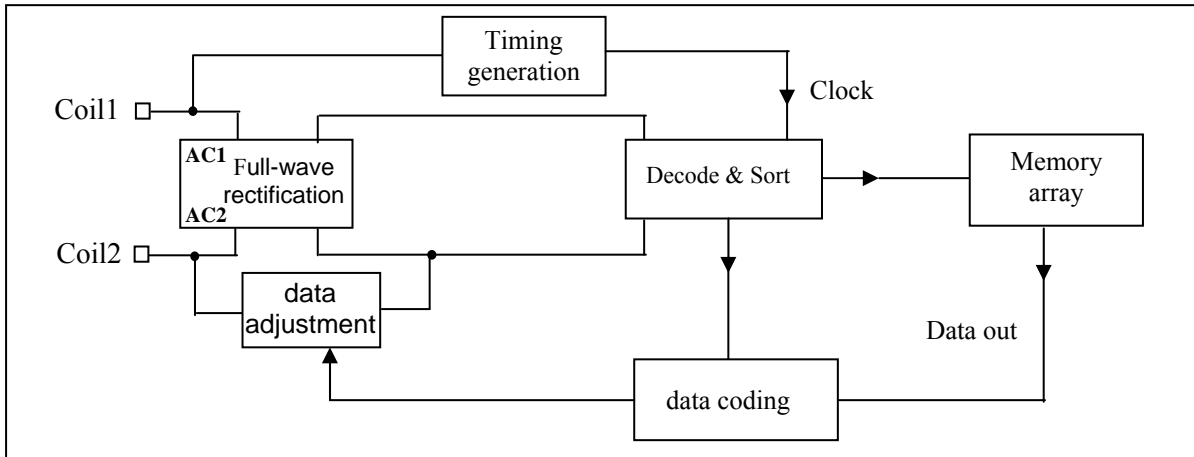 Timing
generation
Clock
Coil1
AC1
Full-wave
rectification
AC2
Decode & Sort
Memory
array
Coil2
data
adjustment
Data out
data coding